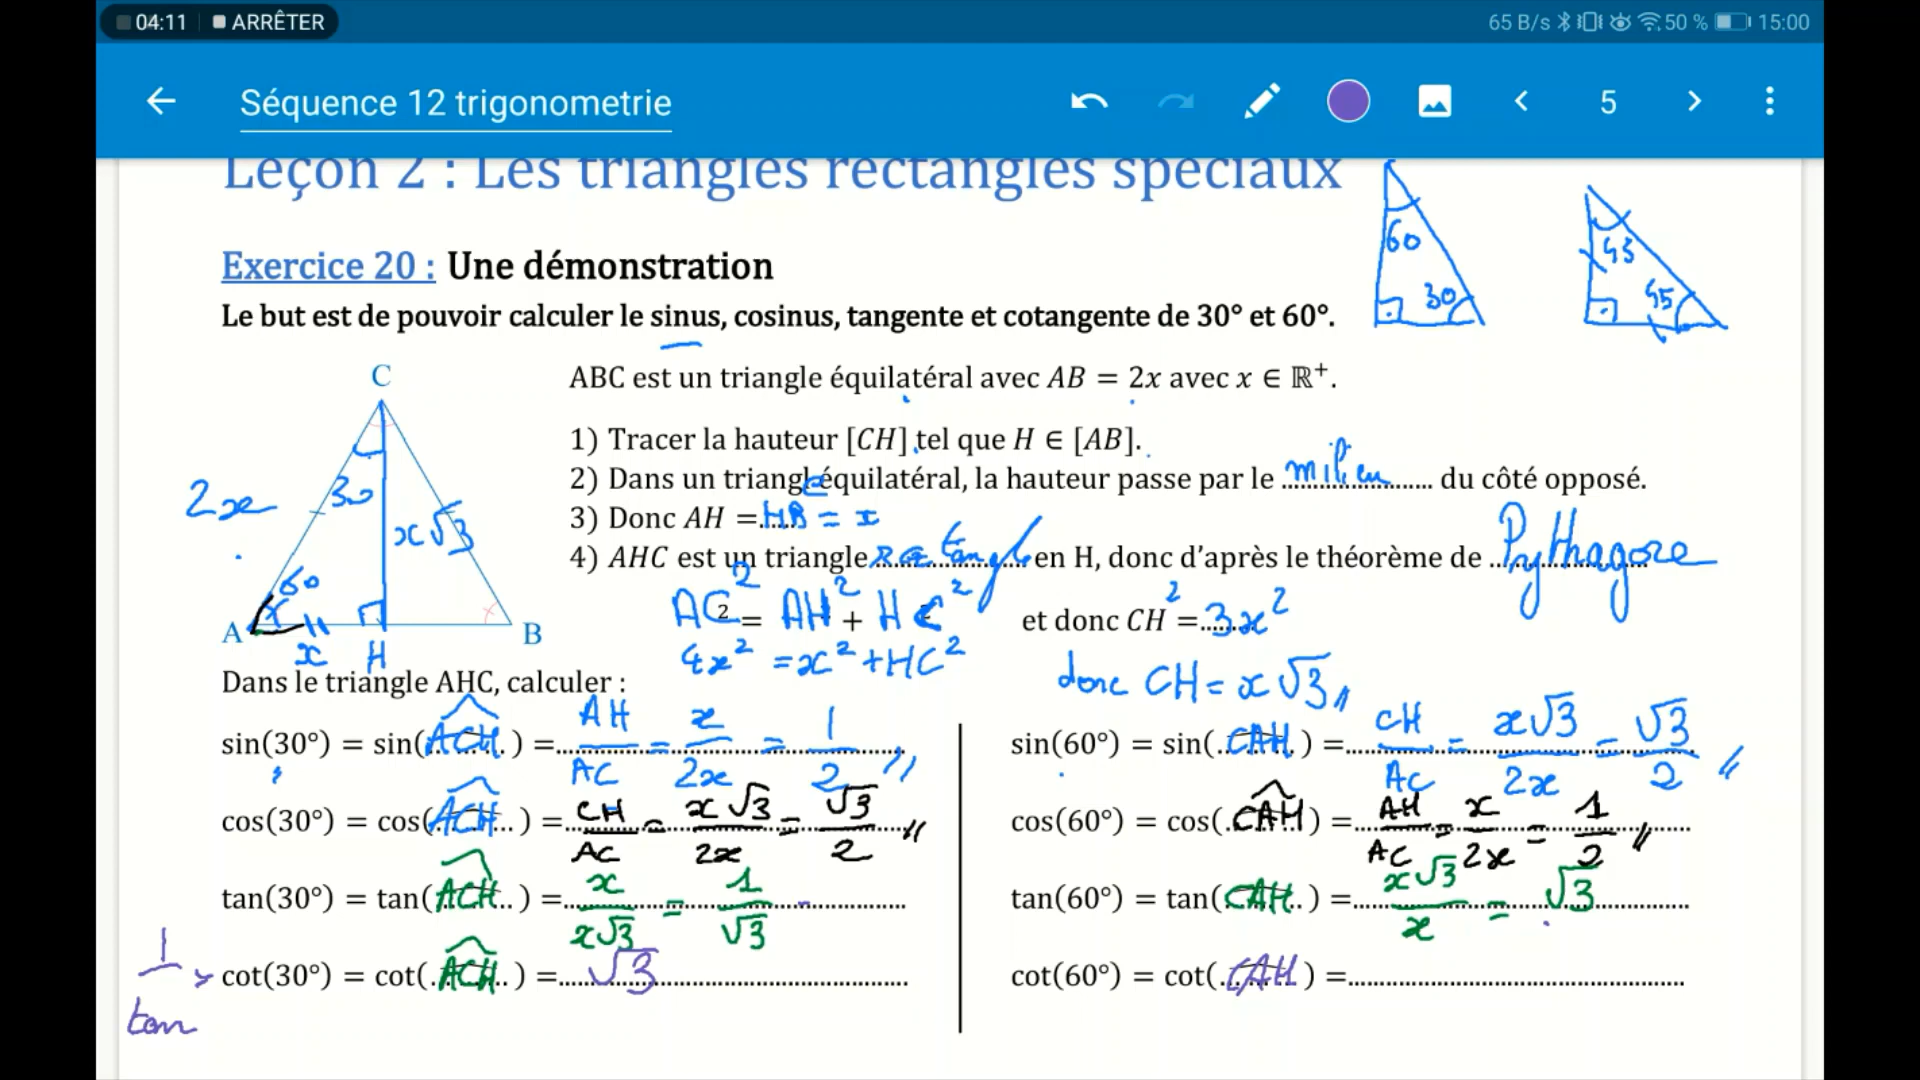 04:11 ARRÊTER 65 B/s 50 % 15:00
Séquence 12 trigonometrie 5
Leçon 2 : Les triangles rectangles spéciaux
60 30
45 45
Exercice 20 : Une démonstration
Le but est de pouvoir calculer le sinus, cosinus, tangente et cotangente de 30° et 60°.
C
2x 30 x√3
60
A x H B
ABC est un triangle équilatéral avec AB = 2x avec x ∈ ℝ⁺.
1) Tracer la hauteur [CH] tel que H ∈ [AB].
2) Dans un triangle équilatéral, la hauteur passe par le milieu du côté opposé.
3) Donc AH = HB = x
4) AHC est un triangle rectangle en H, donc d'après le théorème de Pythagore
AC² = AH² + HC² et donc CH² = 3x²
4x² = x² + HC² donc CH = x√3
Dans le triangle AHC, calculer :
sin(30°) = sin(ACH) = AH/AC = x/2x = 1/2
cos(30°) = cos(ACH) = CH/AC = x√3/2x = √3/2
tan(30°) = tan(ACH) = x/x√3 = 1/√3
1/tan
cot(30°) = cot(ACH) = √3
sin(60°) = sin(CAH) = CH/AC = x√3/2x = √3/2
cos(60°) = cos(CAH) = AH/AC = x/2x = 1/2
tan(60°) = tan(CAH) = x√3/x = √3
cot(60°) = cot(CAH) =